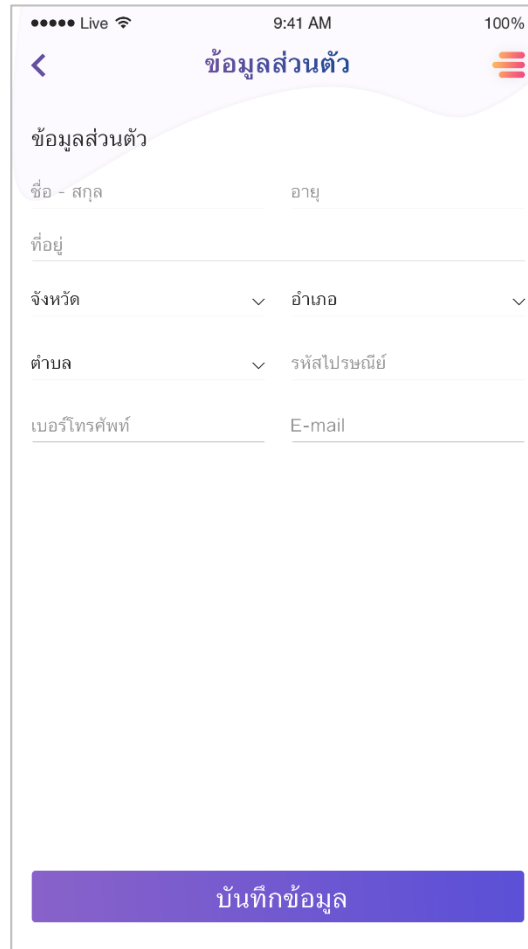 Live 9:41 AM 100%
ข้อมูลส่วนตัว
ข้อมูลส่วนตัว
ชื่อ - สกุล อายุ
ที่อยู่
จังหวัด อำเภอ
ตำบล รหัสไปรษณีย์
เบอร์โทรศัพท์ E-mail
บันทึกข้อมูล